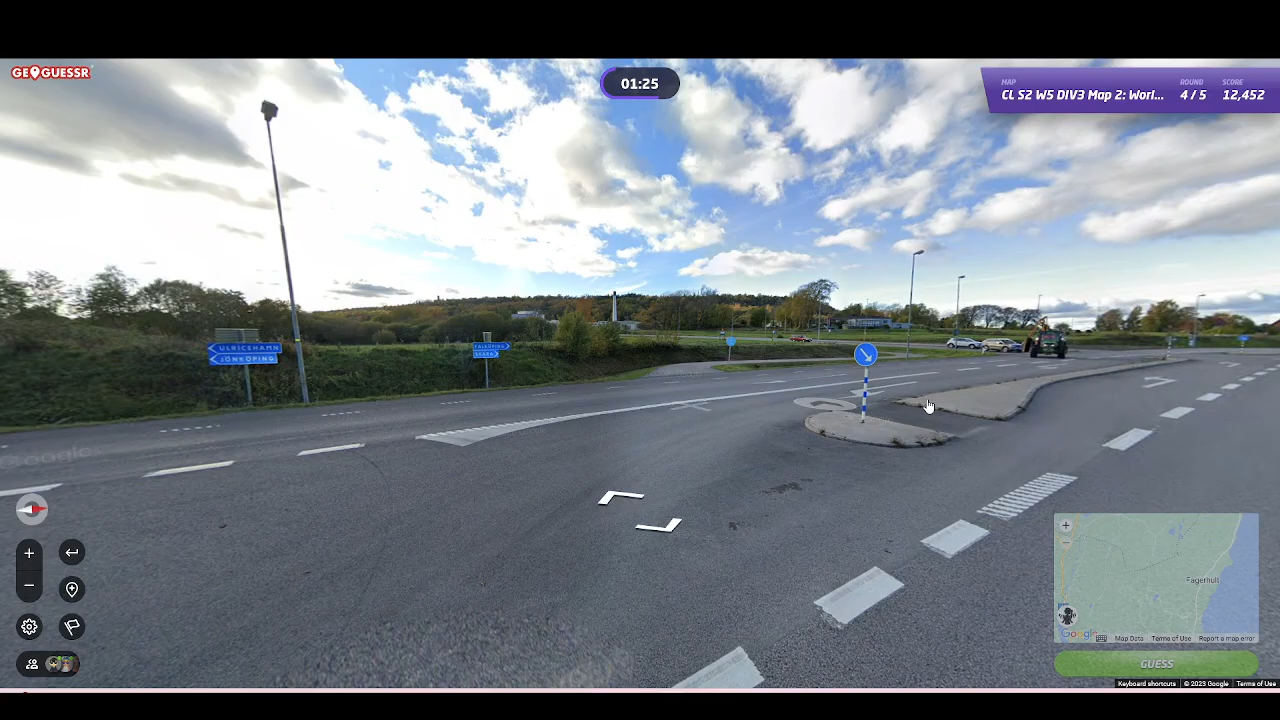 GEOGUESSR
01:25
MAP
CL S2 W5 DIV3 Map 2: Worl...
ROUND
4 / 5
SCORE
12,452
ULRICEHAMN
JÖNKÖPING
FALKÖPING
SKARA
Google
+
−
+
−
Fagerhult
Google
Map Data
Terms of Use
Report a map error
GUESS
Keyboard shortcuts
© 2023 Google
Terms of Use